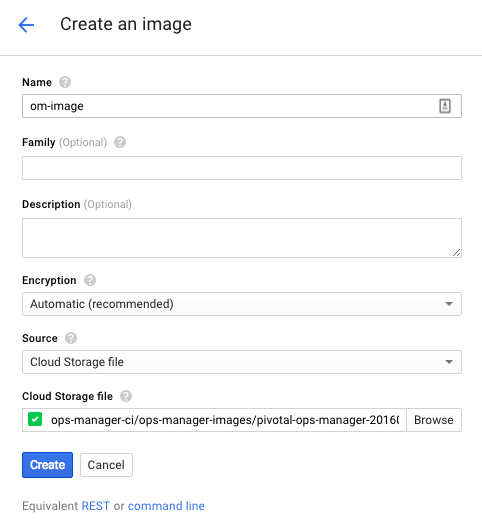 Create an image
Name
om-image
Family (Optional)
Description (Optional)
Encryption
Automatic (recommended)
Source
Cloud Storage file
Cloud Storage file
ops-manager-ci/ops-manager-images/pivotal-ops-manager-2016 Browse
Create Cancel
Equivalent REST or command line